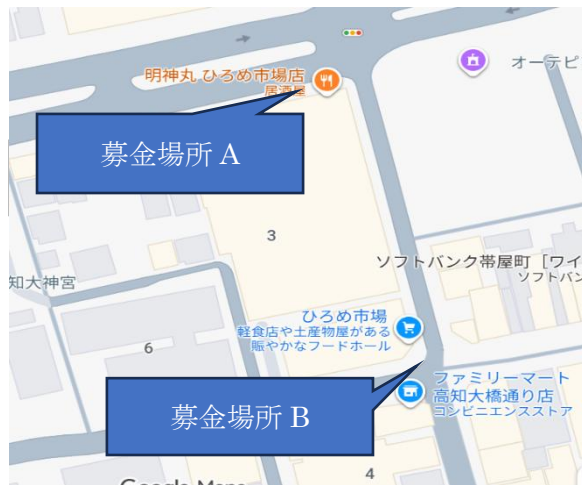 明神丸 ひろめ市場店
居酒屋
オーテピ
募金場所 A
3
ソフトバンク帯屋町［ワイ
ソフトバン
知大神宮
ひろめ市場
軽食店や土産物屋がある
賑やかなフードホール
6
ファミリーマート
高知大橋通り店
コンビニエンスストア
募金場所 B
4
Google Maps